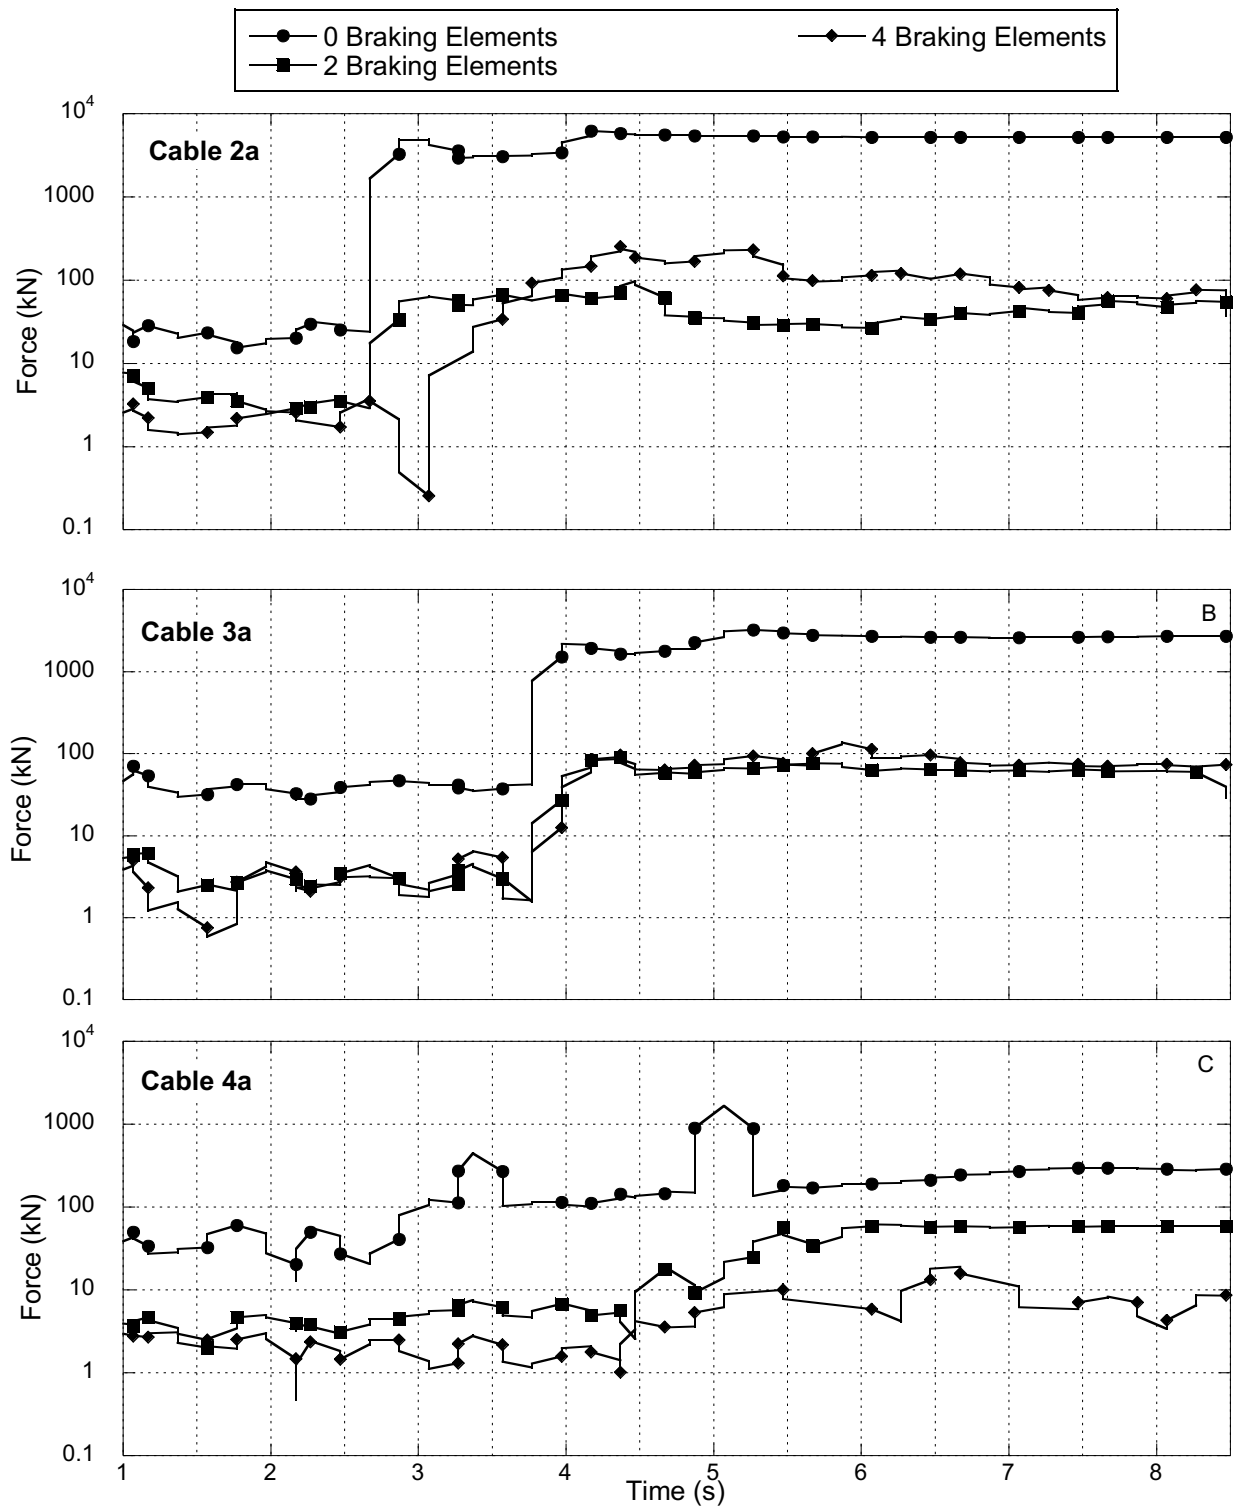 0 Braking Elements
4 Braking Elements
2 Braking Elements
10^4
Cable 2a
1000
100
10
1
0.1
Force (kN)
10^4
Cable 3a
B
1000
100
10
1
0.1
Force (kN)
10^4
Cable 4a
C
1000
100
10
1
0.1
Force (kN)
1 2 3 4 5 6 7 8
Time (s)